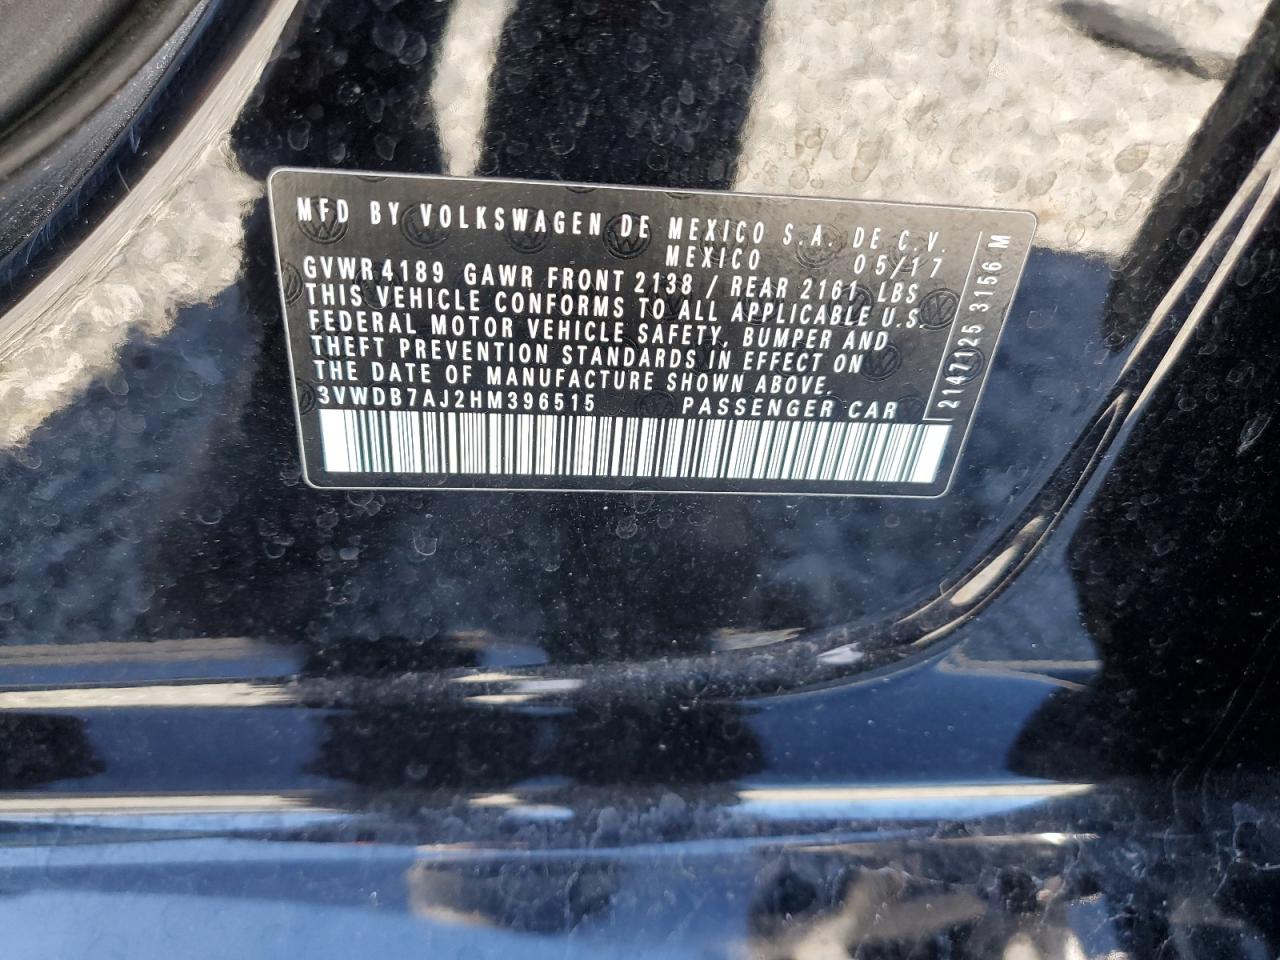 MFD BY VOLKSWAGEN DE MEXICO S.A. DE C.V.
MEXICO 05/17
GVWR 4189 GAWR FRONT 2138 / REAR 2161 LBS
THIS VEHICLE CONFORMS TO ALL APPLICABLE U.S.
FEDERAL MOTOR VEHICLE SAFETY, BUMPER AND
THEFT PREVENTION STANDARDS IN EFFECT ON
THE DATE OF MANUFACTURE SHOWN ABOVE.
3VWDB7AJ2HM396515 PASSENGER CAR
2147125 3156 M